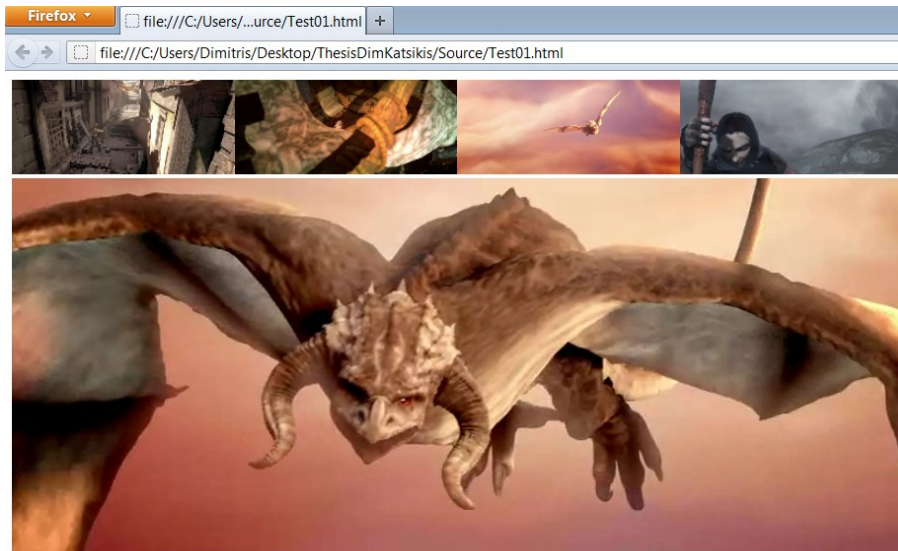 Firefox
file:///C:/Users/...urce/Test01.html
file:///C:/Users/Dimitris/Desktop/ThesisDimKatsikis/Source/Test01.html